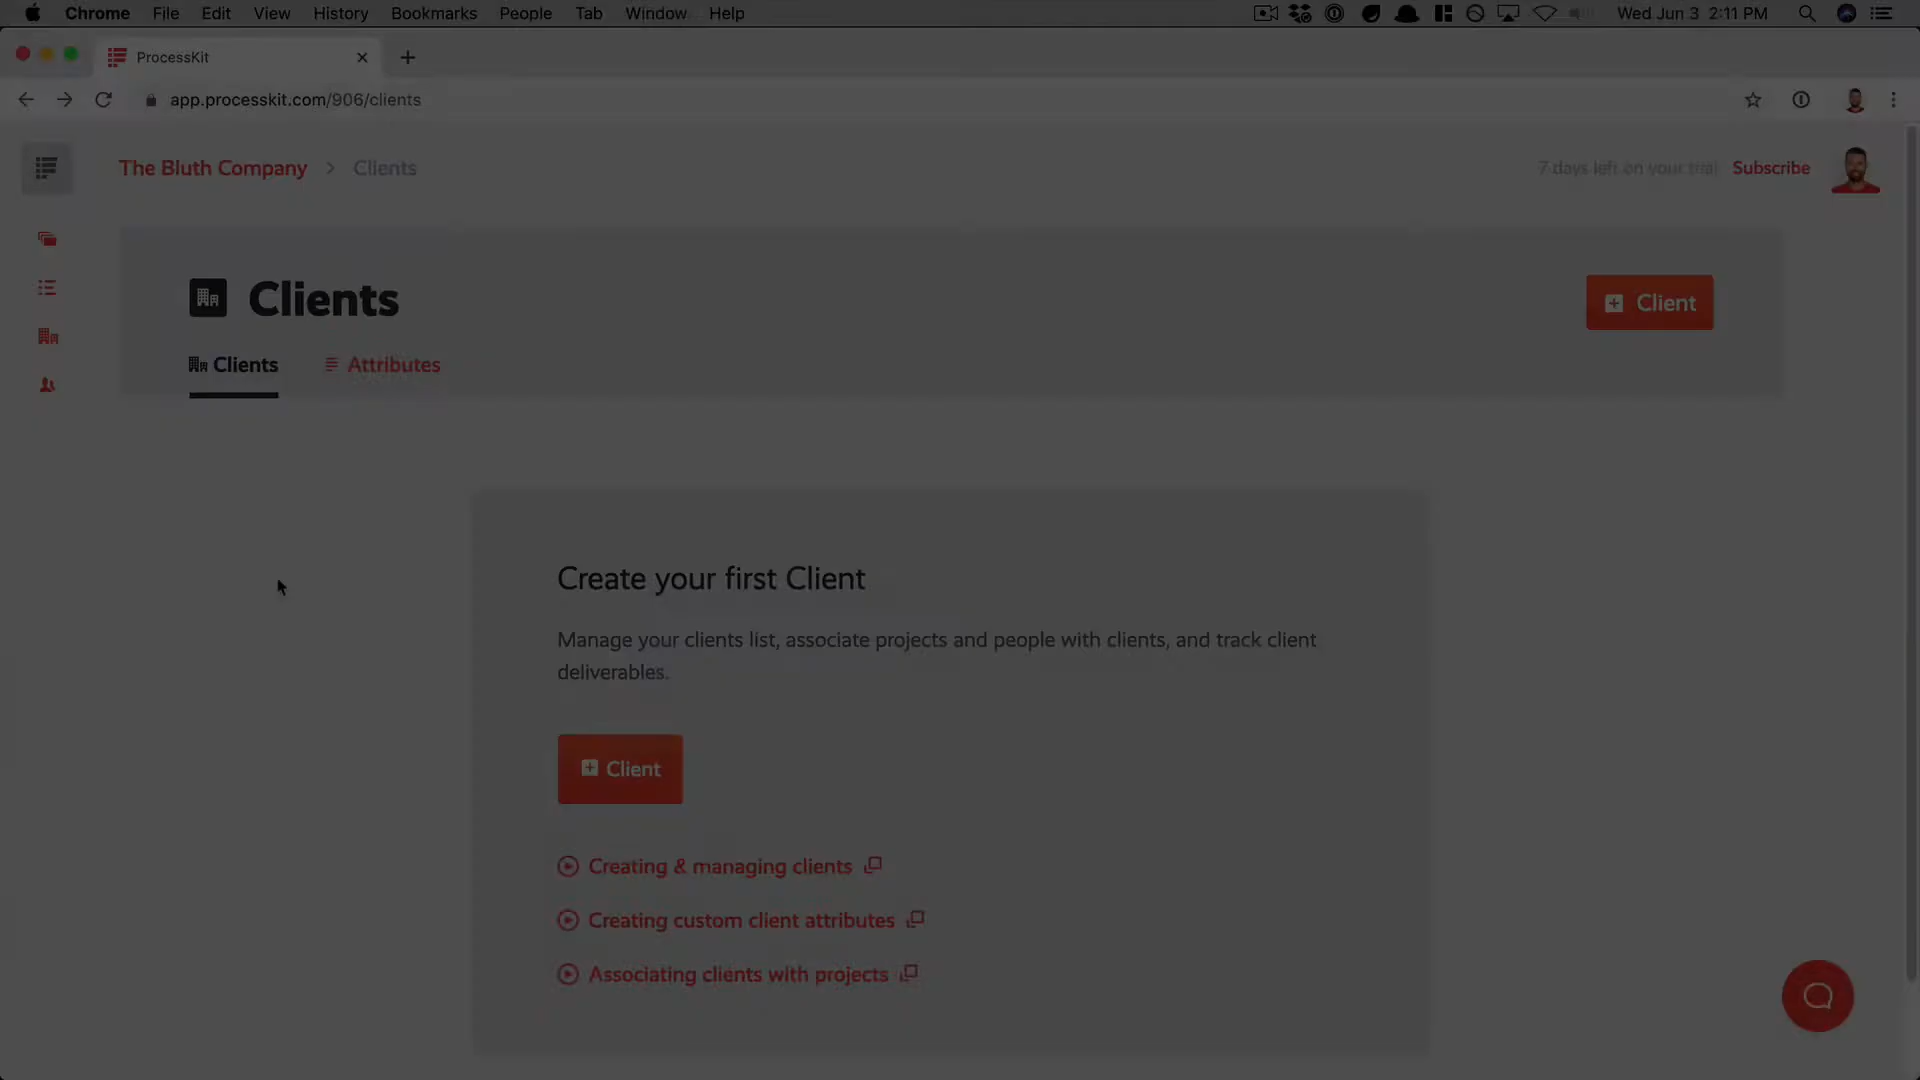 Chrome File Edit View History Bookmarks People Tab Window Help Wed Jun 3 2:11 PM
ProcessKit
app.processkit.com/906/clients
The Bluth Company > Clients 7 days left on your trial Subscribe
Clients
Client
Clients Attributes
Create your first Client
Manage your clients list, associate projects and people with clients, and track client
deliverables.
Client
Creating & managing clients
Creating custom client attributes
Associating clients with projects